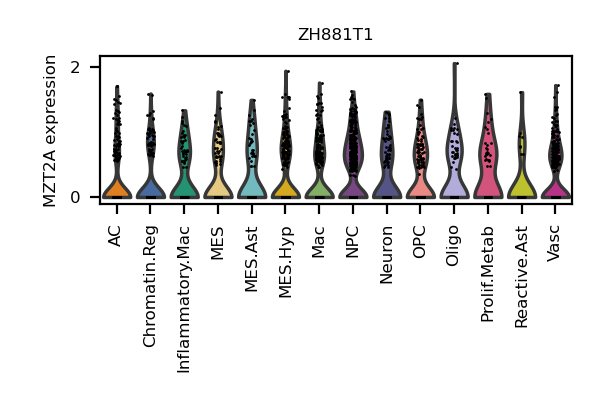 ZH881T1
MZT2A expression
2
0
AC
Chromatin.Reg
Inflammatory.Mac
MES
MES.Ast
MES.Hyp
Mac
NPC
Neuron
OPC
Oligo
Prolif.Metab
Reactive.Ast
Vasc